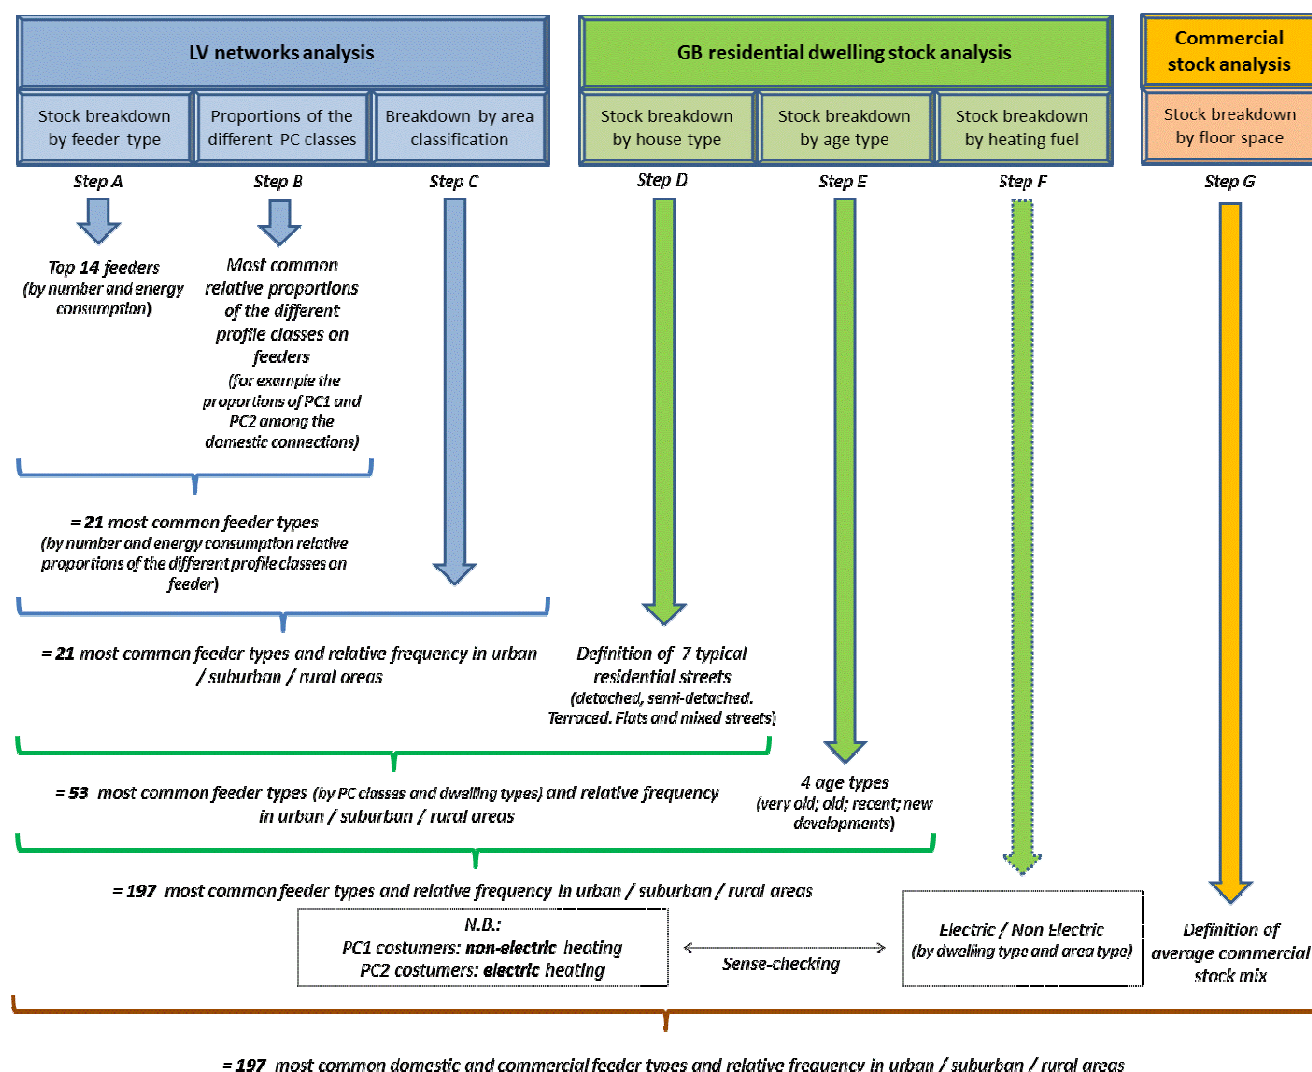 LV networks analysis
GB residential dwelling stock analysis
Commercial
stock analysis
Stock breakdown
by feeder type
Proportions of the
different PC classes
Breakdown by area
classification
Stock breakdown
by house type
Stock breakdown
by age type
Stock breakdown
by heating fuel
Stock breakdown
by floor space
Step A
Step B
Step C
Step D
Step E
Step F
Step G
Top 14 feeders
(by number and energy
consumption)
Most common
relative proportions
of the different
profile classes on
feeders
(for example the
proportions of PC1 and
PC2 among the
domestic connections)
= 21 most common feeder types
(by number and energy consumption relative
proportions of the different profile classes on
feeder)
= 21 most common feeder types and relative frequency in urban
/ suburban / rural areas
Definition of 7 typical
residential streets
(detached, semi-detached.
Terraced. Flats and mixed streets)
= 53 most common feeder types (by PC classes and dwelling types) and relative frequency
in urban / suburban / rural areas
4 age types
(very old; old; recent; new
developments)
= 197 most common feeder types and relative frequency in urban / suburban / rural areas
N.B.:
PC1 costumers: non-electric heating
PC2 costumers: electric heating
Sense-checking
Electric / Non Electric
(by dwelling type and area type)
Definition of
average commercial
stock mix
= 197 most common domestic and commercial feeder types and relative frequency in urban / suburban / rural areas